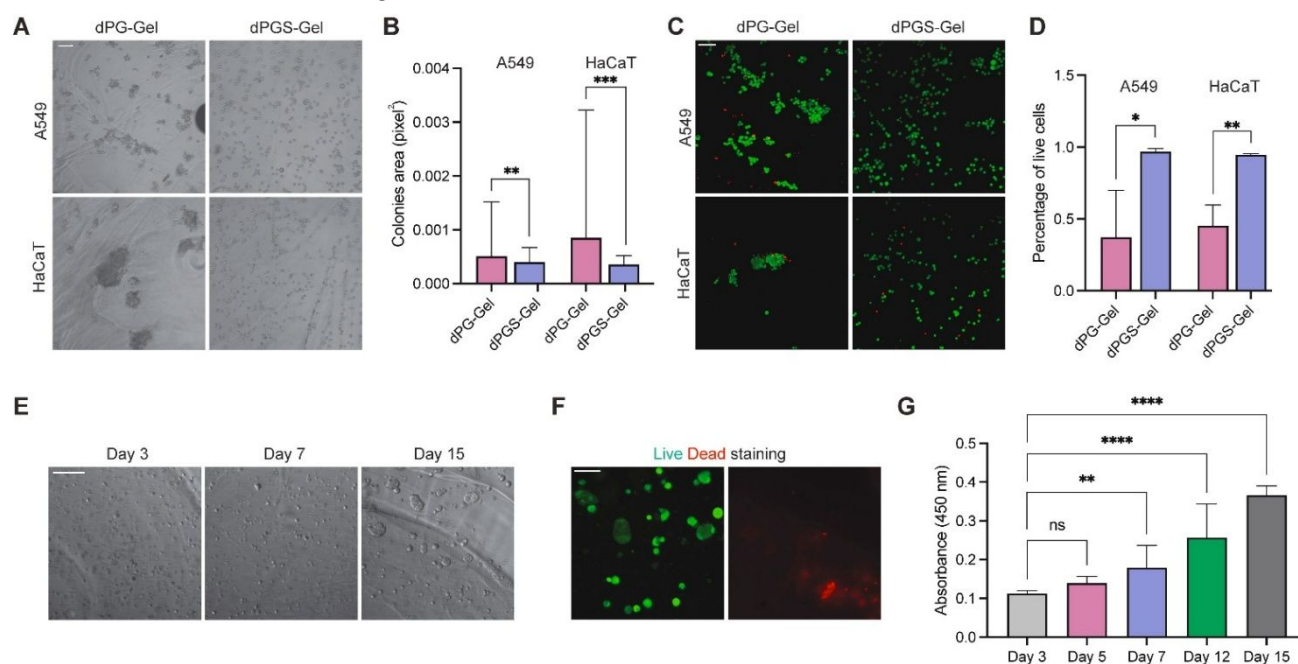 A
dPG-Gel
dPGS-Gel
A549
HaCaT
B
A549
HaCaT
**
***
Colonies area (pixel²)
0.004
0.003
0.002
0.001
0.000
dPG-Gel
dPGS-Gel
dPG-Gel
dPGS-Gel
C
dPG-Gel
dPGS-Gel
A549
HaCaT
D
A549
HaCaT
*
**
Percentage of live cells
1.5
1.0
0.5
0.0
dPG-Gel
dPGS-Gel
dPG-Gel
dPGS-Gel
E
Day 3
Day 7
Day 15
F
Live Dead staining
G
****
****
**
ns
Absorbance (450 nm)
0.5
0.4
0.3
0.2
0.1
0.0
Day 3
Day 5
Day 7
Day 12
Day 15